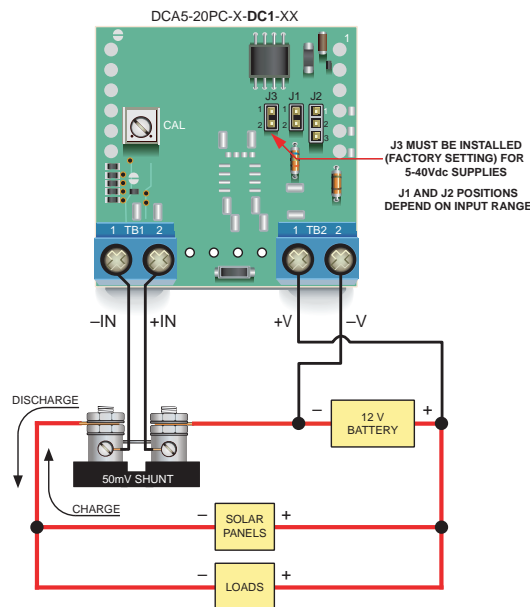 DCA5-20PC-X-DC1-XX
1
J3 J1 J2
1 1 1
2 2 2
3
CAL
J3 MUST BE INSTALLED
(FACTORY SETTING) FOR
5-40Vdc SUPPLIES
J1 AND J2 POSITIONS
DEPEND ON INPUT RANGE
1 TB1 2
1 TB2 2
–IN +IN
+V –V
DISCHARGE
– 12 V +
BATTERY
50mV SHUNT
CHARGE
– SOLAR +
PANELS
– LOADS +